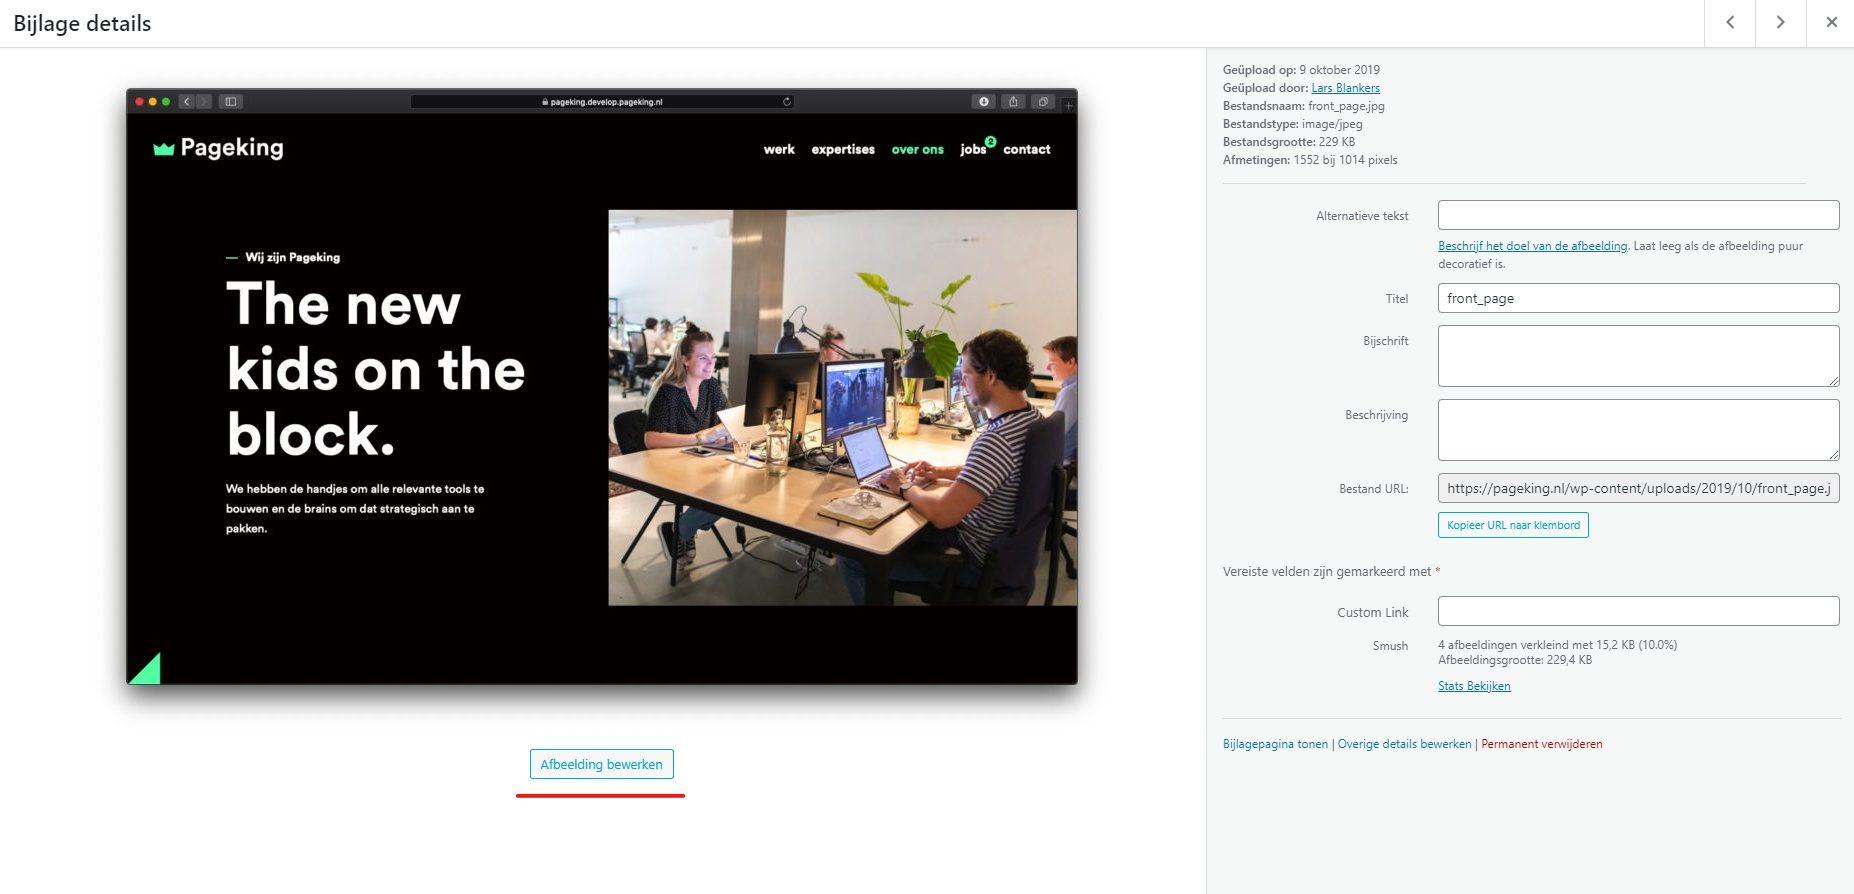 Bijlage details
pageking.develop.pageking.nl
Pageking
werk expertises over ons jobs 2 contact
Wij zijn Pageking
The new
kids on the
block.
We hebben de handjes om alle relevante tools te
bouwen en de brains om dat strategisch aan te
pakken.
Afbeelding bewerken
Geüpload op: 9 oktober 2019
Geüpload door: Lars Blankers
Bestandsnaam: front_page.jpg
Bestandstype: image/jpeg
Bestandsgrootte: 229 KB
Afmetingen: 1552 bij 1014 pixels
Alternatieve tekst
Beschrijf het doel van de afbeelding. Laat leeg als de afbeelding puur
decoratief is.
Titel front_page
Bijschrift
Beschrijving
Bestand URL: https://pageking.nl/wp-content/uploads/2019/10/front_page.j
Kopieer URL naar klembord
Vereiste velden zijn gemarkeerd met *
Custom Link
Smush 4 afbeeldingen verkleind met 15,2 KB (10.0%)
Afbeeldingsgrootte: 229,4 KB
Stats Bekijken
Bijlagepagina tonen | Overige details bewerken | Permanent verwijderen